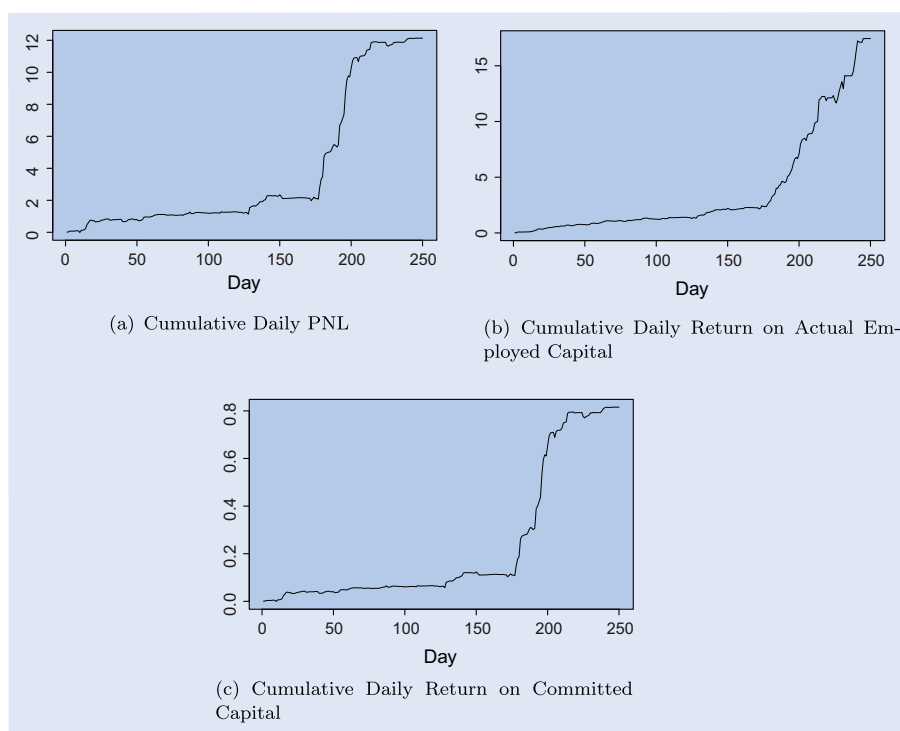 12
10
8
6
4
2
0
0 50 100 150 200 250
Day
(a) Cumulative Daily PNL
15
10
5
0
0 50 100 150 200 250
Day
(b) Cumulative Daily Return on Actual Em-
ployed Capital
0.8
0.6
0.4
0.2
0.0
0 50 100 150 200 250
Day
(c) Cumulative Daily Return on Committed
Capital